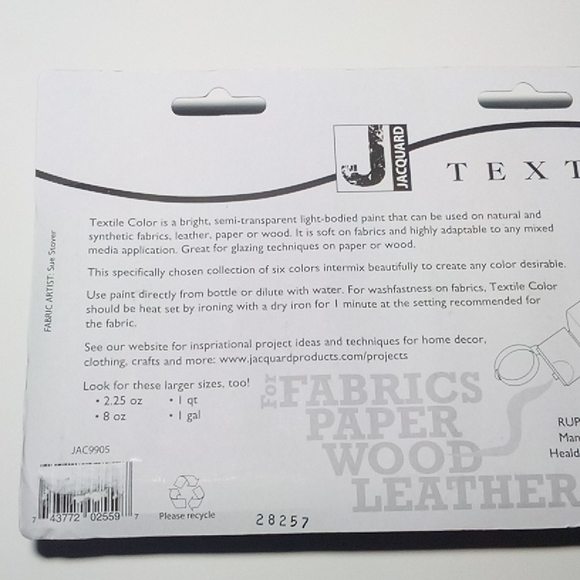 JACQUARD
TEXT
Textile Color is a bright, semi-transparent light-bodied paint that can be used on natural and
synthetic fabrics, leather, paper or wood. It is soft on fabrics and highly adaptable to any mixed
media application. Great for glazing techniques on paper or wood.
This specifically chosen collection of six colors intermix beautifully to create any color desirable.
Use paint directly from bottle or dilute with water. For washfastness on fabrics, Textile Color
should be heat set by ironing with a dry iron for 1 minute at the setting recommended for
the fabric.
See our website for inspriational project ideas and techniques for home decor,
clothing, crafts and more: www.jacquardproducts.com/projects
Look for these larger sizes, too!
• 2.25 oz • 1 qt
• 8 oz • 1 gal
FABRIC ARTIST: Sue Stover
For FABRICS
PAPER
WOOD
LEATHER
RUP
Man
Heald
JAC9905
7 43772 02559 7
Please recycle
28257